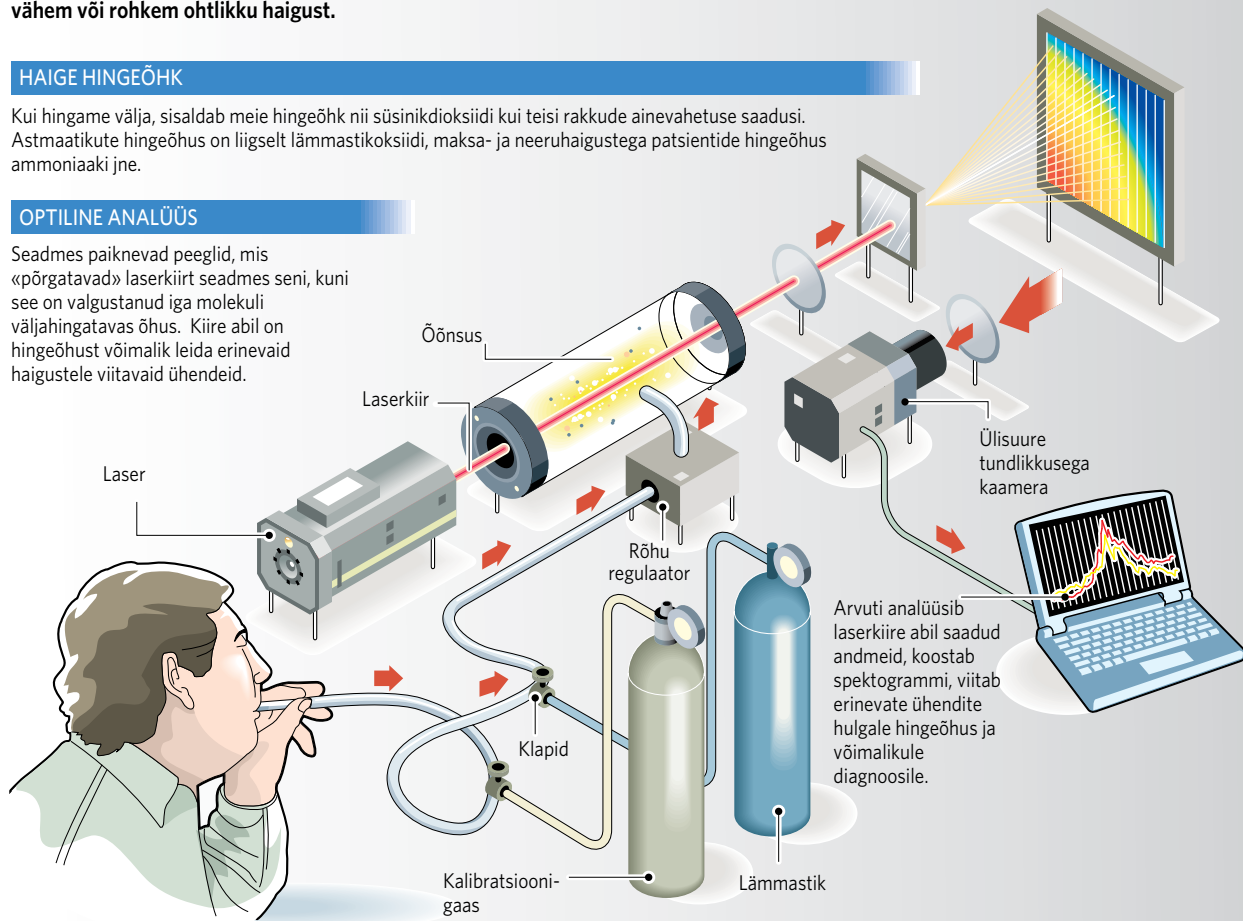 vähem või rohkem ohtlikku haigust.
HAIGE HINGEÕHK
Kui hingame välja, sisaldab meie hingeõhk nii süsinikdioksiidi kui teisi rakkude ainevahetuse saadusi.
Astmaatikute hingeõhus on liigselt lämmastikoksiidi, maksa- ja neeruhaigustega patsientide hingeõhus
ammoniaaki jne.
OPTILINE ANALÜÜS
Seadmes paiknevad peeglid, mis
«põrgatavad» laserkiirt seadmes seni, kuni
see on valgustanud iga molekuli
väljahingatavas õhus. Kiire abil on
hingeõhust võimalik leida erinevaid
haigustele viitavaid ühendeid.
Õõnsus
Laserkiir
Laser
Ülisuure
tundlikkusega
kaamera
Rõhu
regulaator
Arvuti analüüsib
laserkiire abil saadud
andmeid, koostab
spektogrammi, viitab
erinevate ühendite
hulgale hingeõhus ja
võimalikule
diagnoosile.
Klapid
Kalibratsiooni-
gaas
Lämmastik